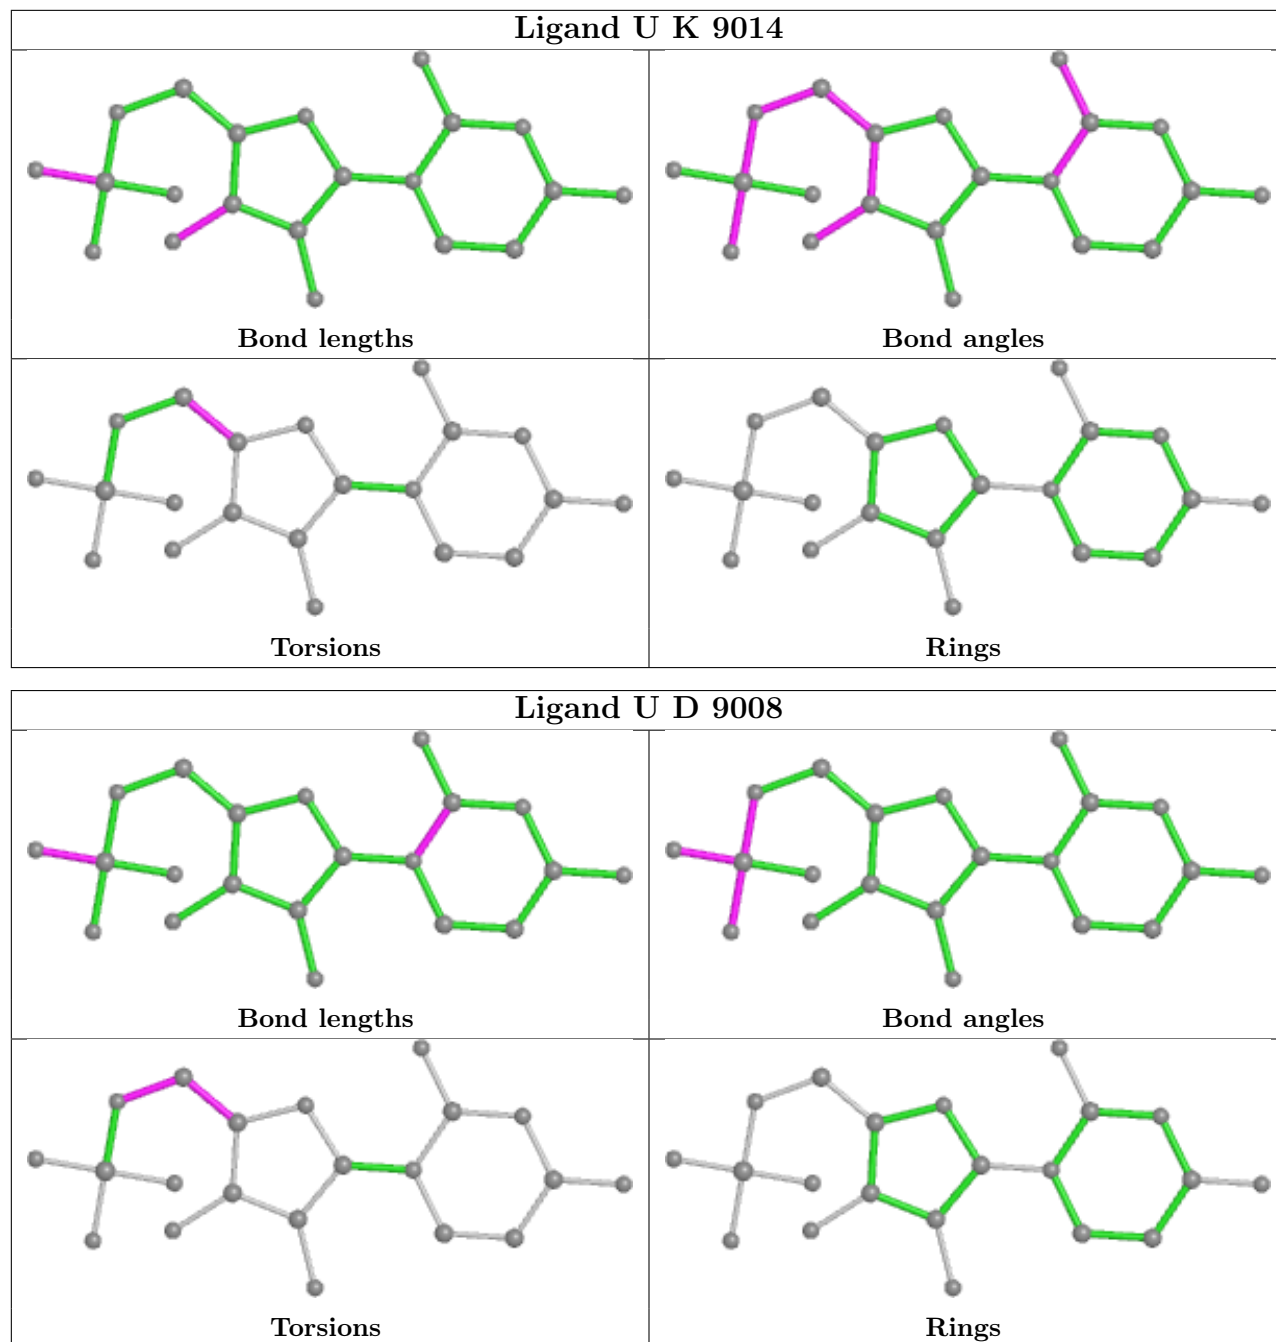 Ligand U K 9014
Bond lengths
Bond angles
Torsions
Rings
Ligand U D 9008
Bond lengths
Bond angles
Torsions
Rings